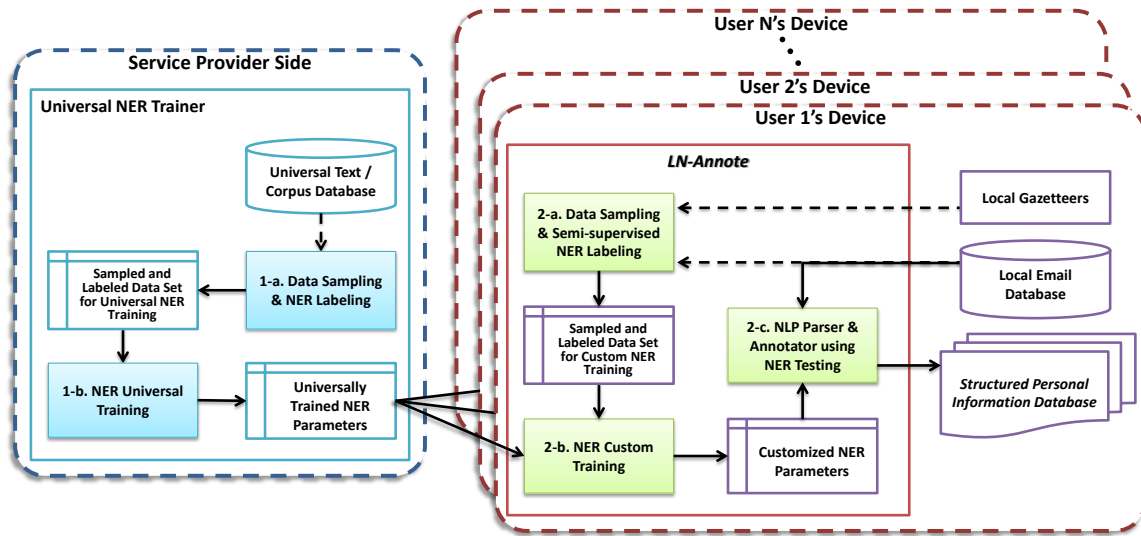 User N's Device
Service Provider Side
User 2's Device
User 1's Device
Universal NER Trainer
Universal Text /
Corpus Database
Sampled and
Labeled Data Set
for Universal NER
Training
1-a. Data Sampling
& NER Labeling
1-b. NER Universal
Training
Universally
Trained NER
Parameters
LN-Annote
2-a. Data Sampling
& Semi-supervised
NER Labeling
Local Gazetteers
Local Email
Database
Sampled and
Labeled Data Set
for Custom NER
Training
2-c. NLP Parser &
Annotator using
NER Testing
Structured Personal
Information Database
2-b. NER Custom
Training
Customized NER
Parameters